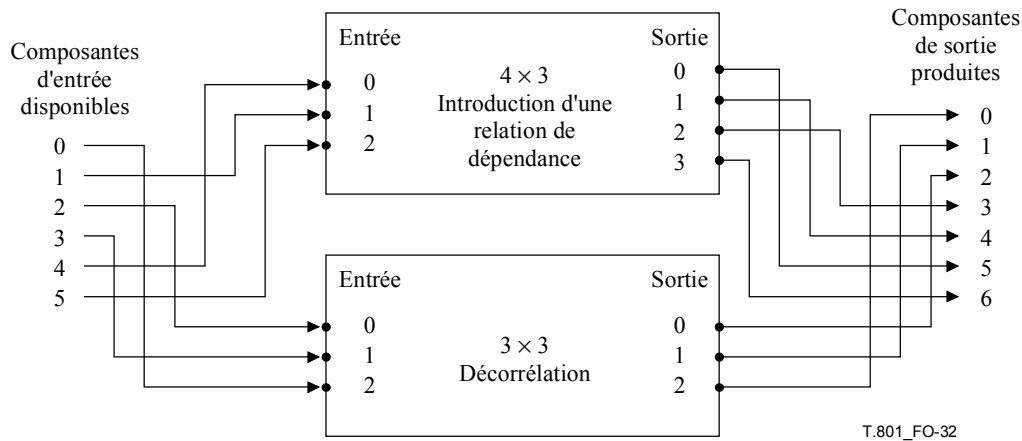 Composantes
d'entrée
disponibles
0
1
2
3
4
5
Entrée
0
1
2
4 × 3
Introduction d'une
relation de
dépendance
Sortie
0
1
2
3
Entrée
0
1
2
3 × 3
Décorrélation
Sortie
0
1
2
Composantes
de sortie
produites
0
1
2
3
4
5
6
T.801_FO-32